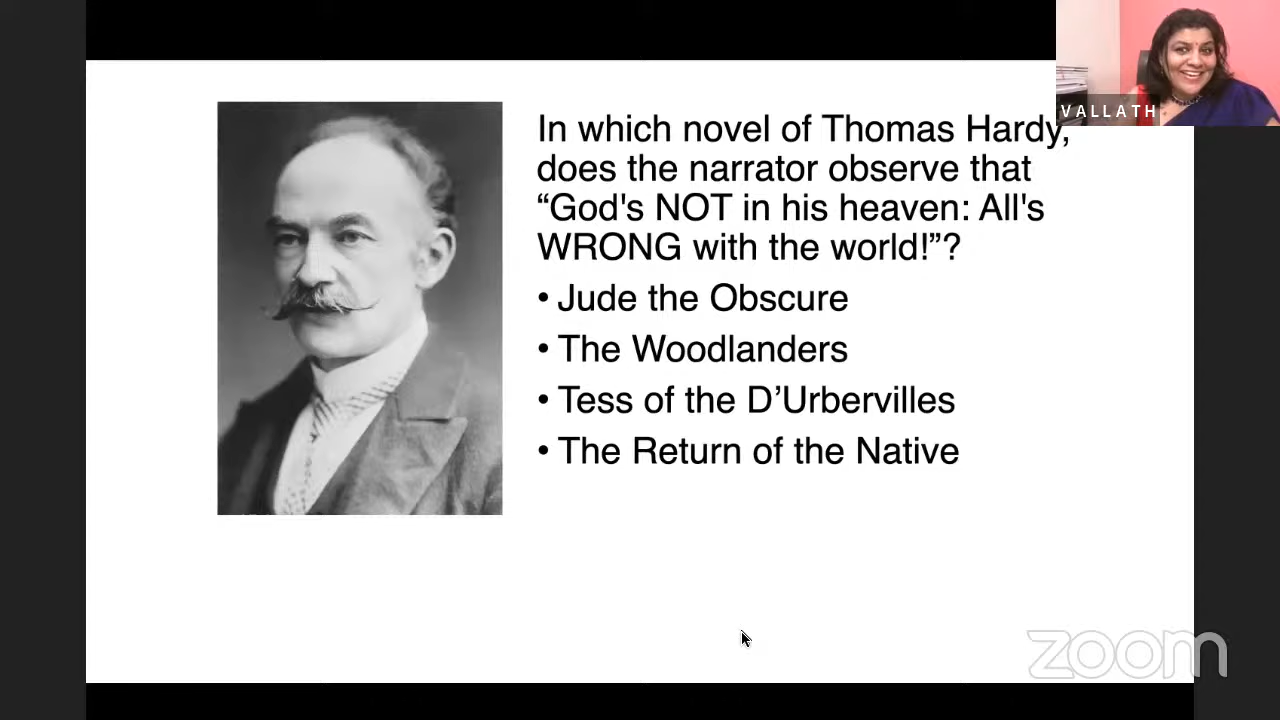 VALLATH
In which novel of Thomas Hardy,
does the narrator observe that
“God's NOT in his heaven: All's
WRONG with the world!”?
• Jude the Obscure
• The Woodlanders
• Tess of the D’Urbervilles
• The Return of the Native
zoom